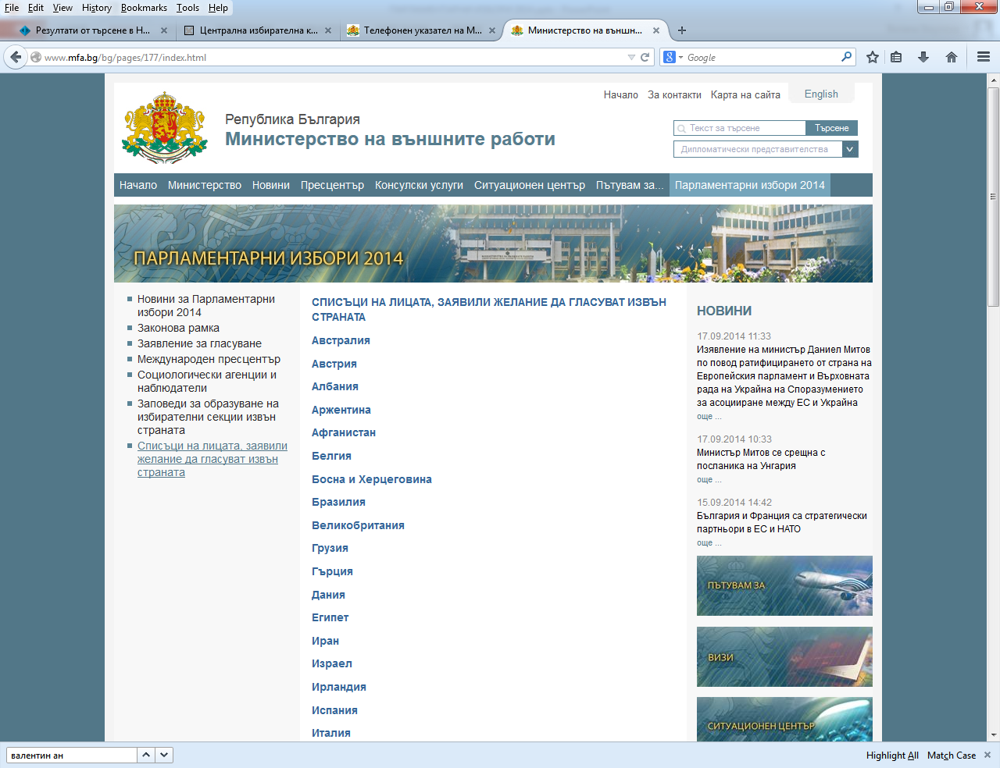 File Edit View History Bookmarks Tools Help
Резултати от търсене в Н...
Централна избирателна к...
Телефонен указател на М...
Министерство на външн...
www.mfa.bg/bg/pages/177/index.html
Google
Начало За контакти Карта на сайта English
Република България
Министерство на външните работи
Текст за търсене Търсене
Дипломатически представителства
Начало Министерство Новини Пресцентър Консулски услуги Ситуационен център Пътувам за... Парламентарни избори 2014
ПАРЛАМЕНТАРНИ ИЗБОРИ 2014
Новини за Парламентарни
избори 2014
Законова рамка
Заявление за гласуване
Международен пресцентър
Социологически агенции и
наблюдатели
Заповеди за образуване на
избирателни секции извън
страната
Списъци на лицата, заявили
желание да гласуват извън
страната
СПИСЪЦИ НА ЛИЦАТА, ЗАЯВИЛИ ЖЕЛАНИЕ ДА ГЛАСУВАТ ИЗВЪН
СТРАНАТА
Австралия
Австрия
Албания
Аржентина
Афганистан
Белгия
Босна и Херцеговина
Бразилия
Великобритания
Грузия
Гърция
Дания
Египет
Иран
Израел
Ирландия
Испания
Италия
НОВИНИ
17.09.2014 11:33
Изявление на министър Даниел Митов
по повод ратифицирането от страна на
Европейския парламент и Върховната
рада на Украйна на Споразумението
за асоцииране между ЕС и Украйна
още ...
17.09.2014 10:33
Министър Митов се срещна с
посланика на Унгария
още ...
15.09.2014 14:42
България и Франция са стратегически
партньори в ЕС и НАТО
още ...
ПЪТУВАМ ЗА
ВИЗИ
СИТУАЦИОНЕН ЦЕНТЪР
валентин ан
Highlight All Match Case